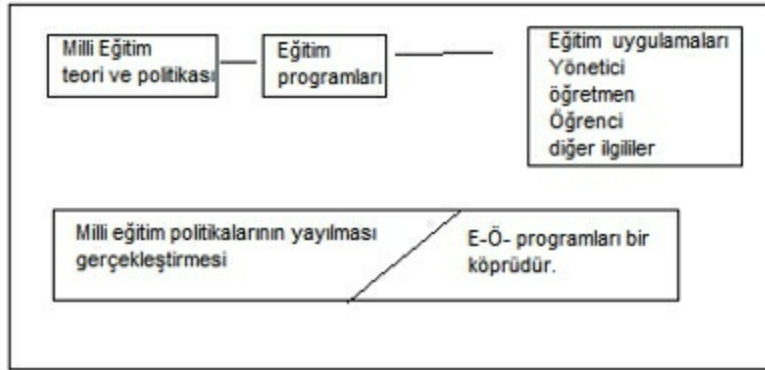 Milli Eğitim
teori ve politikası
Eğitim
programları
Eğitim uygulamaları
Yönetici
öğretmen
Öğrenci
diğer ilgililer
Milli eğitim politikalarının yayılması
gerçekleştirmesi
E-Ö- programları bir
köprüdür.